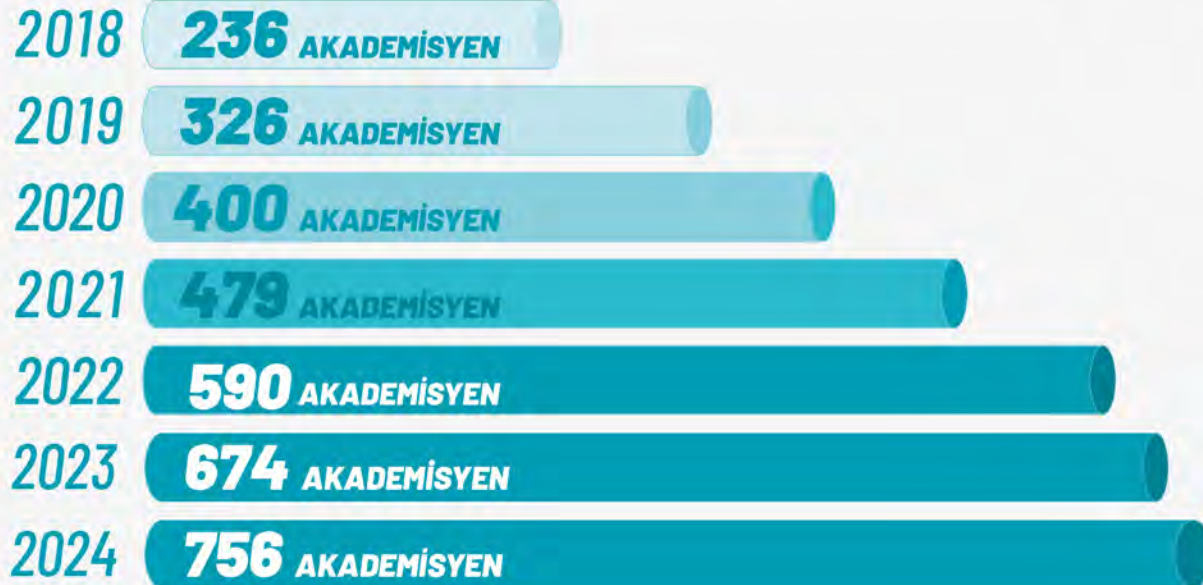 2018 236 AKADEMİSYEN
2019 326 AKADEMİSYEN
2020 400 AKADEMİSYEN
2021 479 AKADEMİSYEN
2022 590 AKADEMİSYEN
2023 674 AKADEMİSYEN
2024 756 AKADEMİSYEN